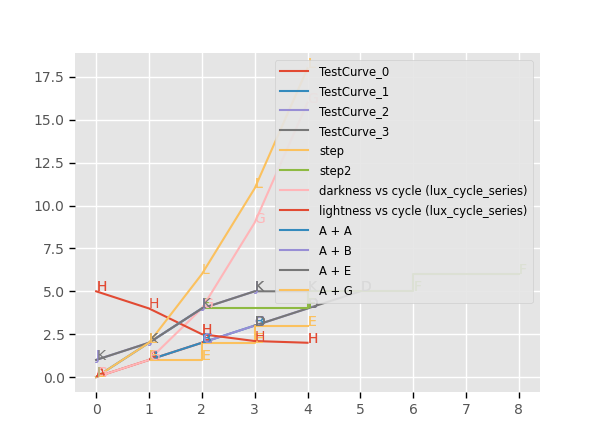 17.5
15.0
12.5
10.0
7.5
5.0
2.5
0.0
0 1 2 3 4 5 6 7 8
TestCurve_0
TestCurve_1
TestCurve_2
TestCurve_3
step
step2
darkness vs cycle (lux_cycle_series)
lightness vs cycle (lux_cycle_series)
A + A
A + B
A + E
A + G
H
H
H
H
H
K
K
K
K
L
G
E
E
D